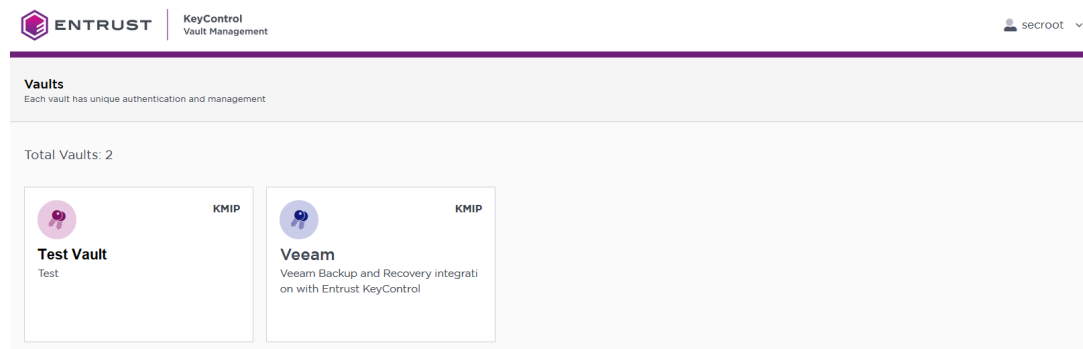 ENTRUST
KeyControl
Vault Management
secroot
Vaults
Each vault has unique authentication and management
Total Vaults: 2
KMIP
Test Vault
Test
KMIP
Veeam
Veeam Backup and Recovery integrati
on with Entrust KeyControl